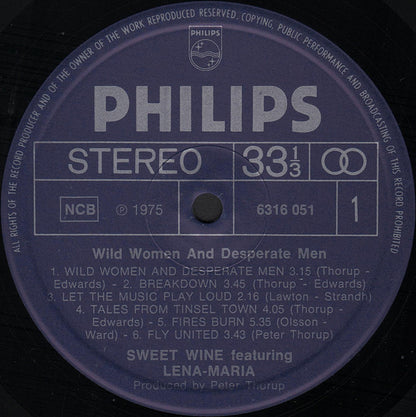 ALL RIGHTS OF THE RECORD PRODUCER AND OF THE OWNER OF THE WORK REPRODUCED RESERVED. COPYING, PUBLIC PERFORMANCE AND BROADCASTING OF THIS RECORD PROHIBITED
PHILIPS
PHILIPS
STEREO 33 1/3
NCB ℗ 1975 6316 051 1
Wild Women And Desperate Men
1. WILD WOMEN AND DESPERATE MEN 3.15 (Thorup -
Edwards) - 2. BREAKDOWN 3.45 (Thorup - Edwards)
3. LET THE MUSIC PLAY LOUD 2.16 (Lawton - Strandh)
4. TALES FROM TINSEL TOWN 4.05 (Thorup -
Edwards) - 5. FIRES BURN 5.35 (Olsson -
Ward) - 6. FLY UNITED 3.43 (Peter Thorup)
SWEET WINE featuring
LENA-MARIA
Produced by Peter Thorup